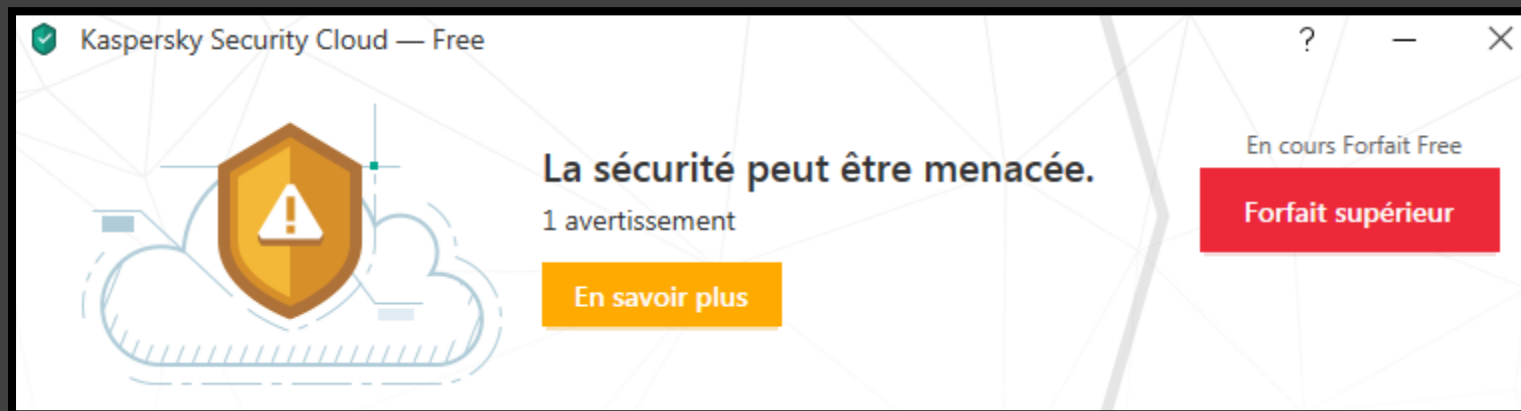 Kaspersky Security Cloud — Free
?
La sécurité peut être menacée.
1 avertissement
En savoir plus
En cours Forfait Free
Forfait supérieur